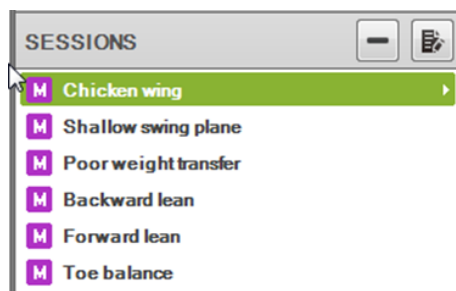 SESSIONS
M Chicken wing
M Shallow swing plane
M Poor weight transfer
M Backward lean
M Forward lean
M Toe balance